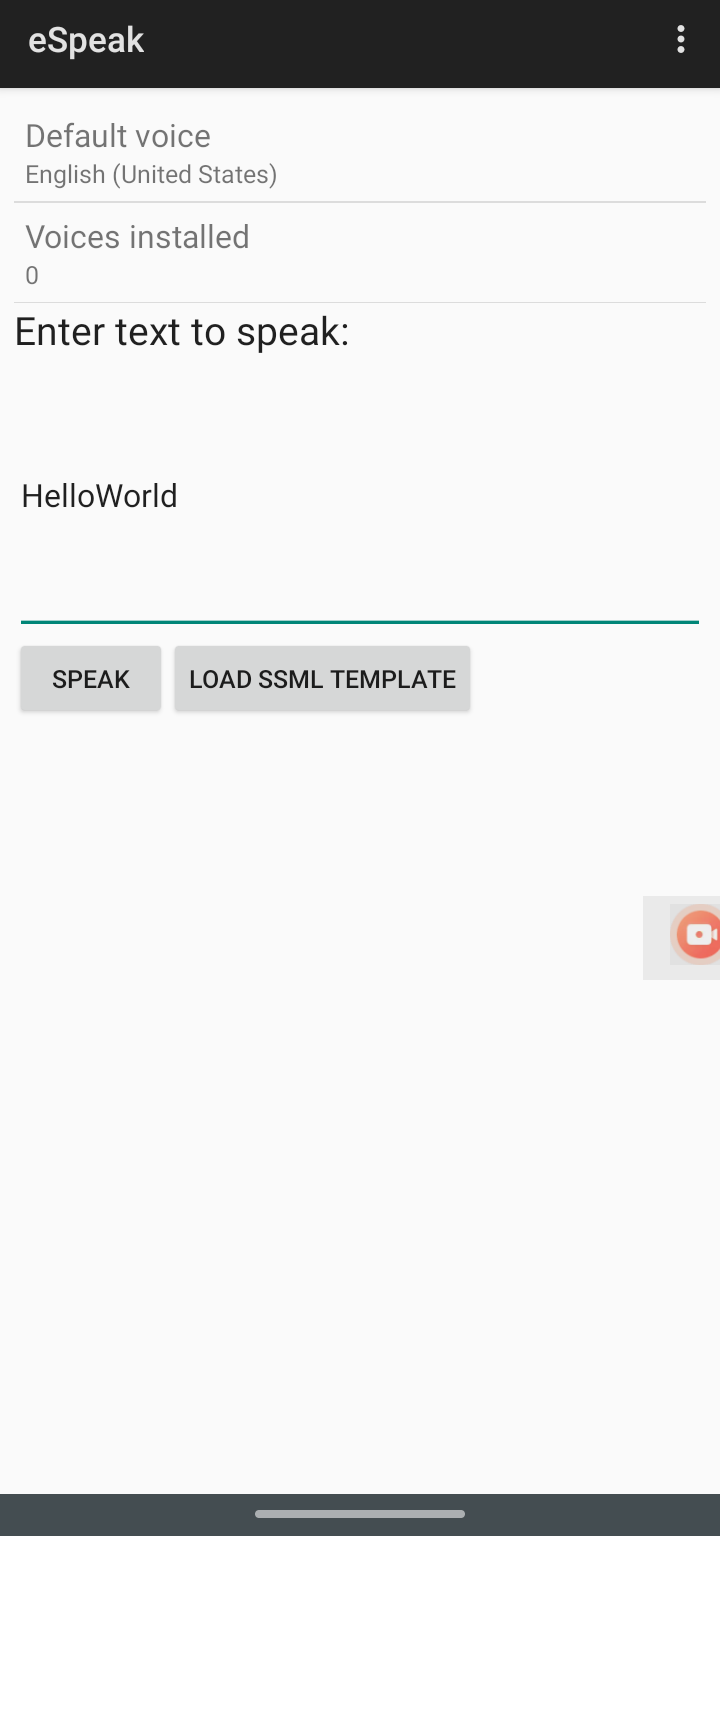 eSpeak
Default voice
English (United States)
Voices installed
0
Enter text to speak:
HelloWorld
SPEAK
LOAD SSML TEMPLATE